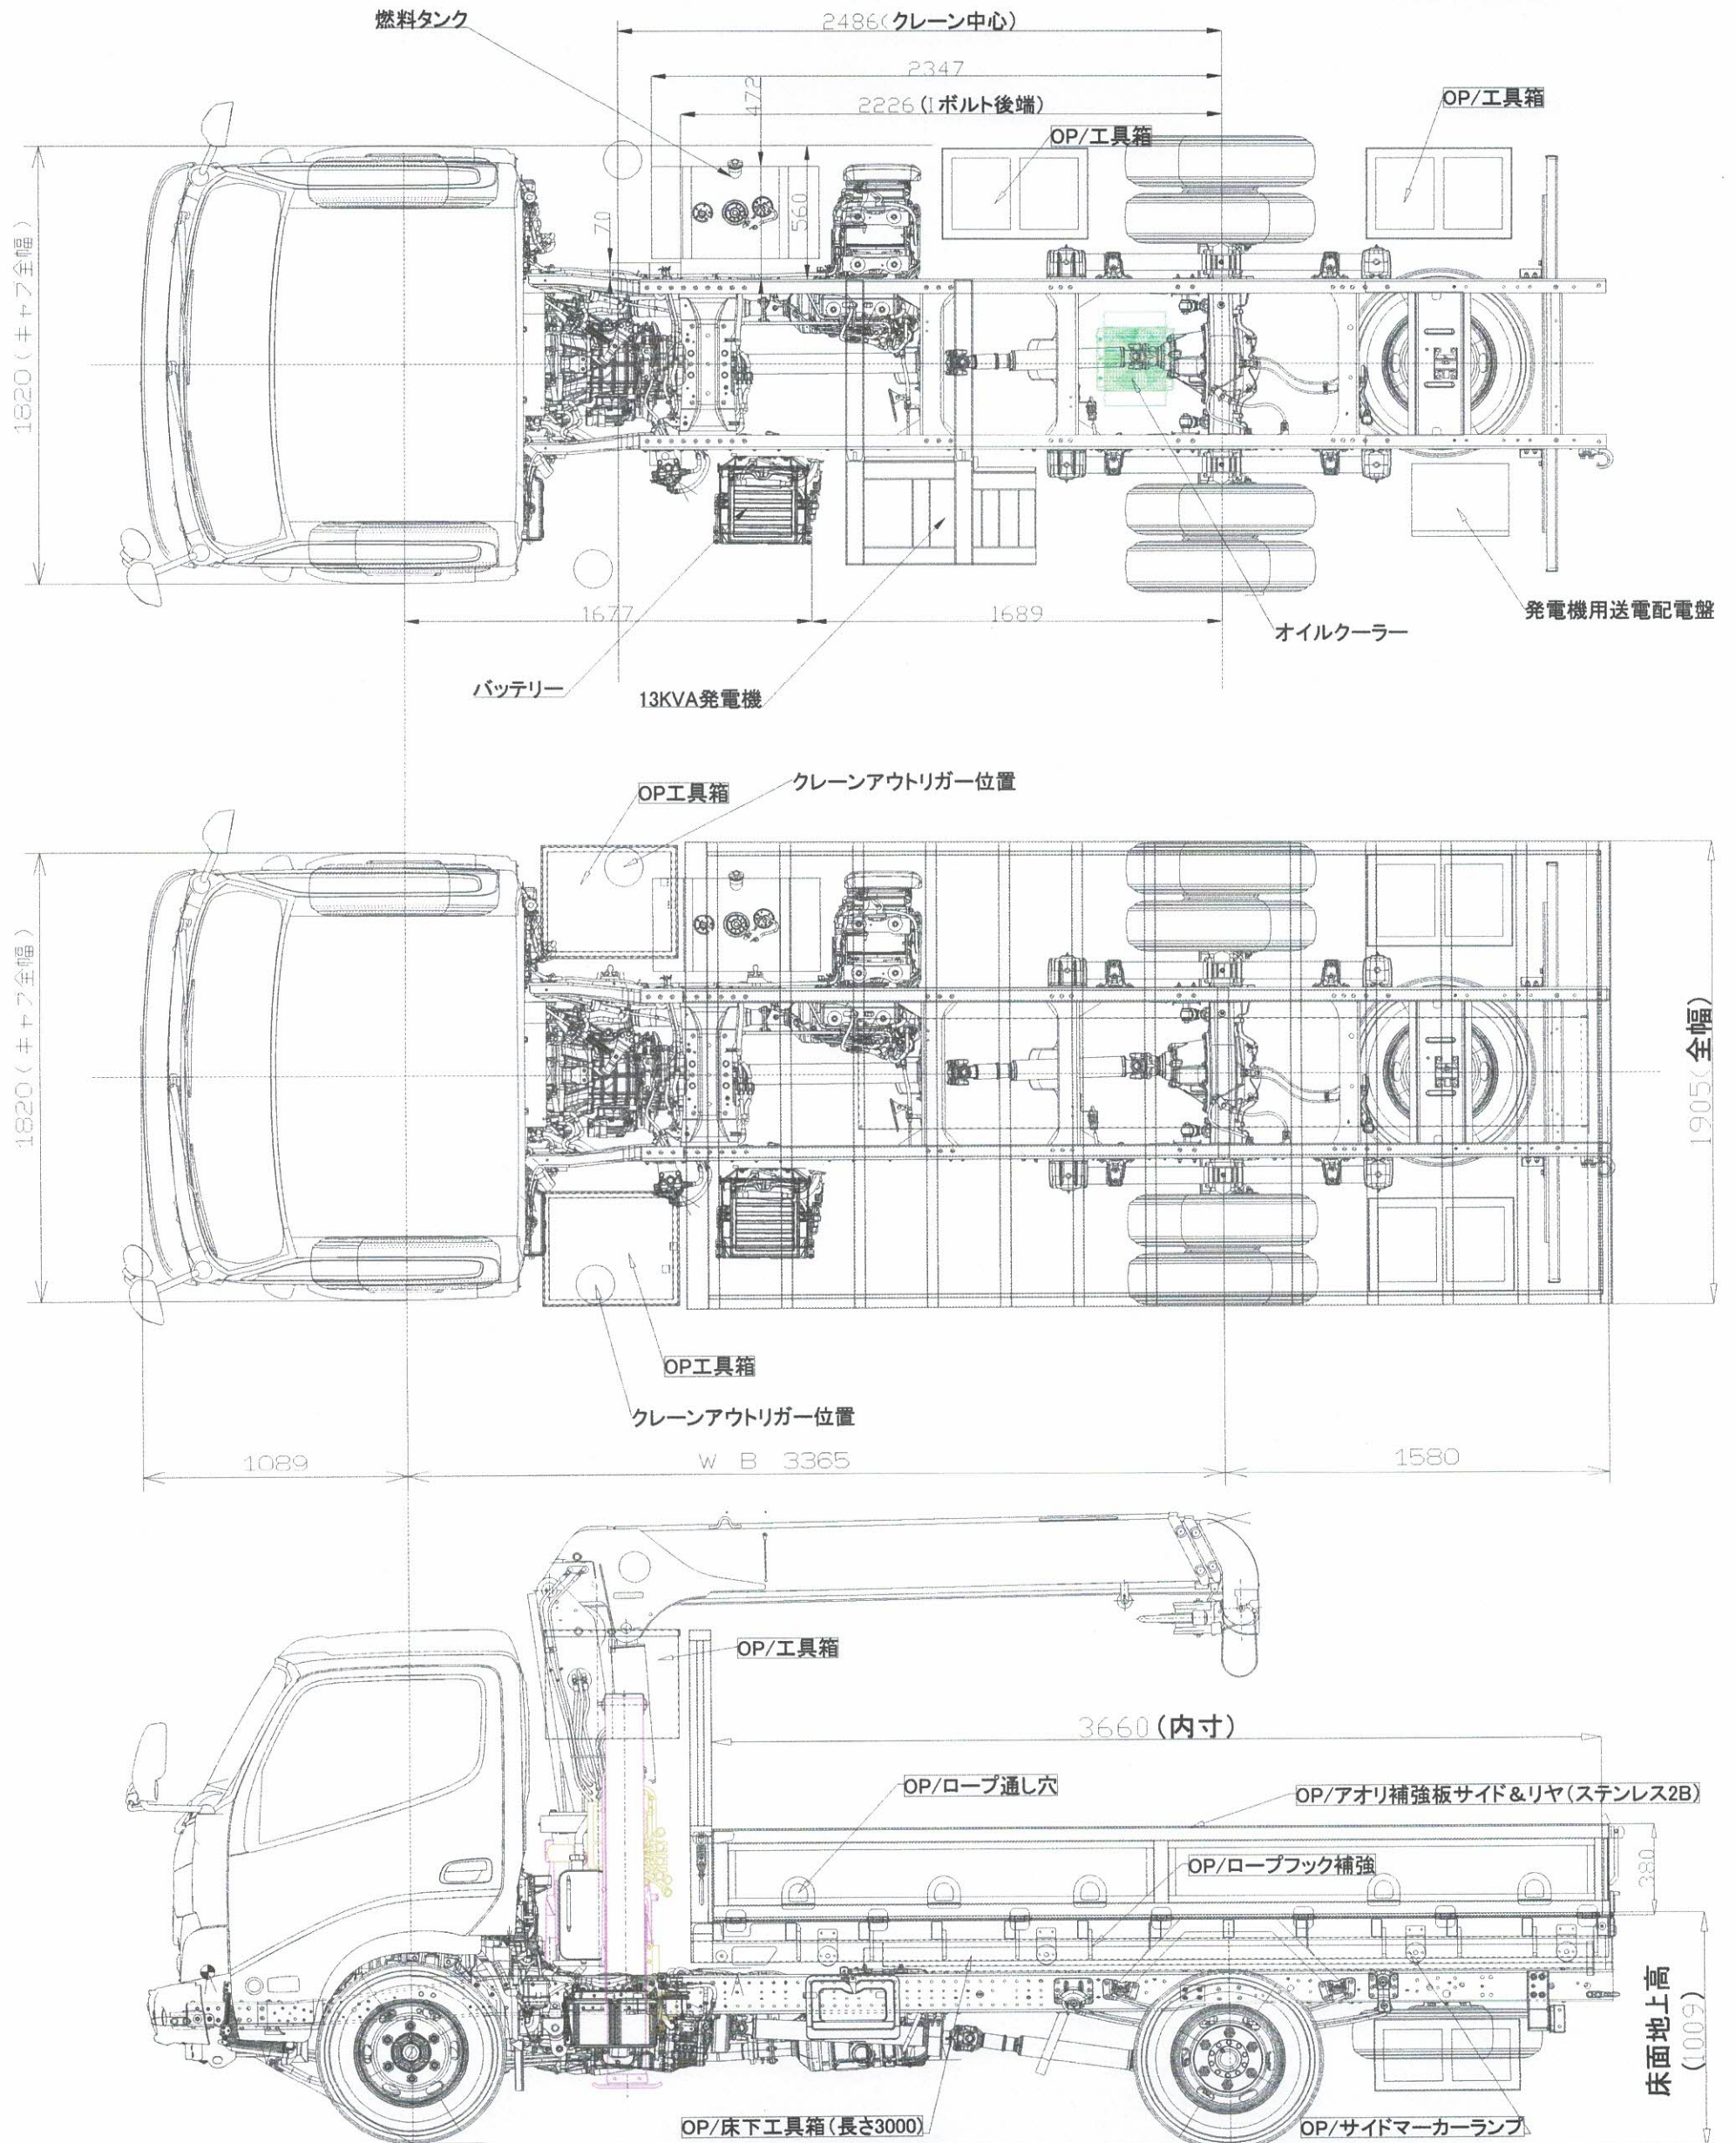 燃料タンク
2486(クレーン中心)
2347
472
2226(Iボルト後端)
OP/工具箱
OP/工具箱
70
560
1820(キャブ全幅)
1677
1689
発電機用送電配電盤
オイルクーラー
バッテリー
13KVA発電機
OP工具箱
クレーンアウトリガー位置
1820(キャブ全幅)
1905(全幅)
OP工具箱
クレーンアウトリガー位置
1089
W B 3365
1580
OP/工具箱
3660(内寸)
OP/ロープ通し穴
OP/アオリ補強板サイド&リヤ(ステンレス2B)
OP/ロープフック補強
380
床面地上高
(1009)
OP/床下工具箱(長さ3000)
OP/サイドマーカーランプ